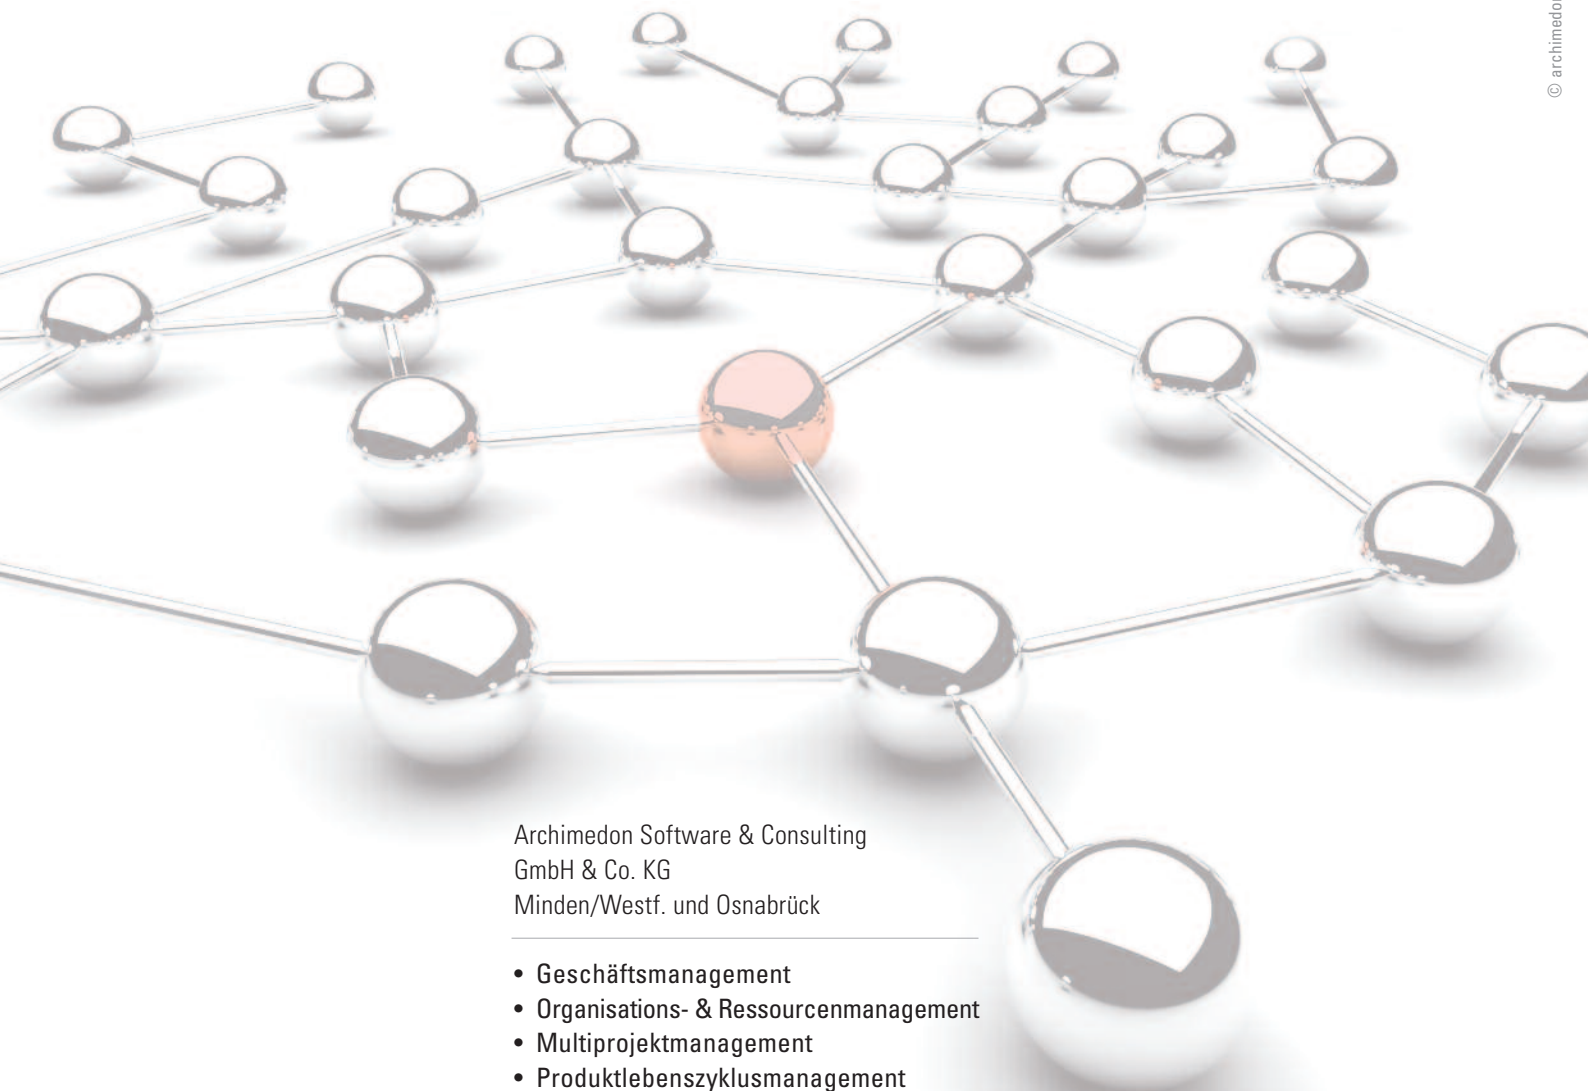 © archimedon
Archimedon Software & Consulting
GmbH & Co. KG
Minden/Westf. und Osnabrück
• Geschäftsmanagement
• Organisations- & Ressourcenmanagement
• Multiprojektmanagement
• Produktlebenszyklusmanagement